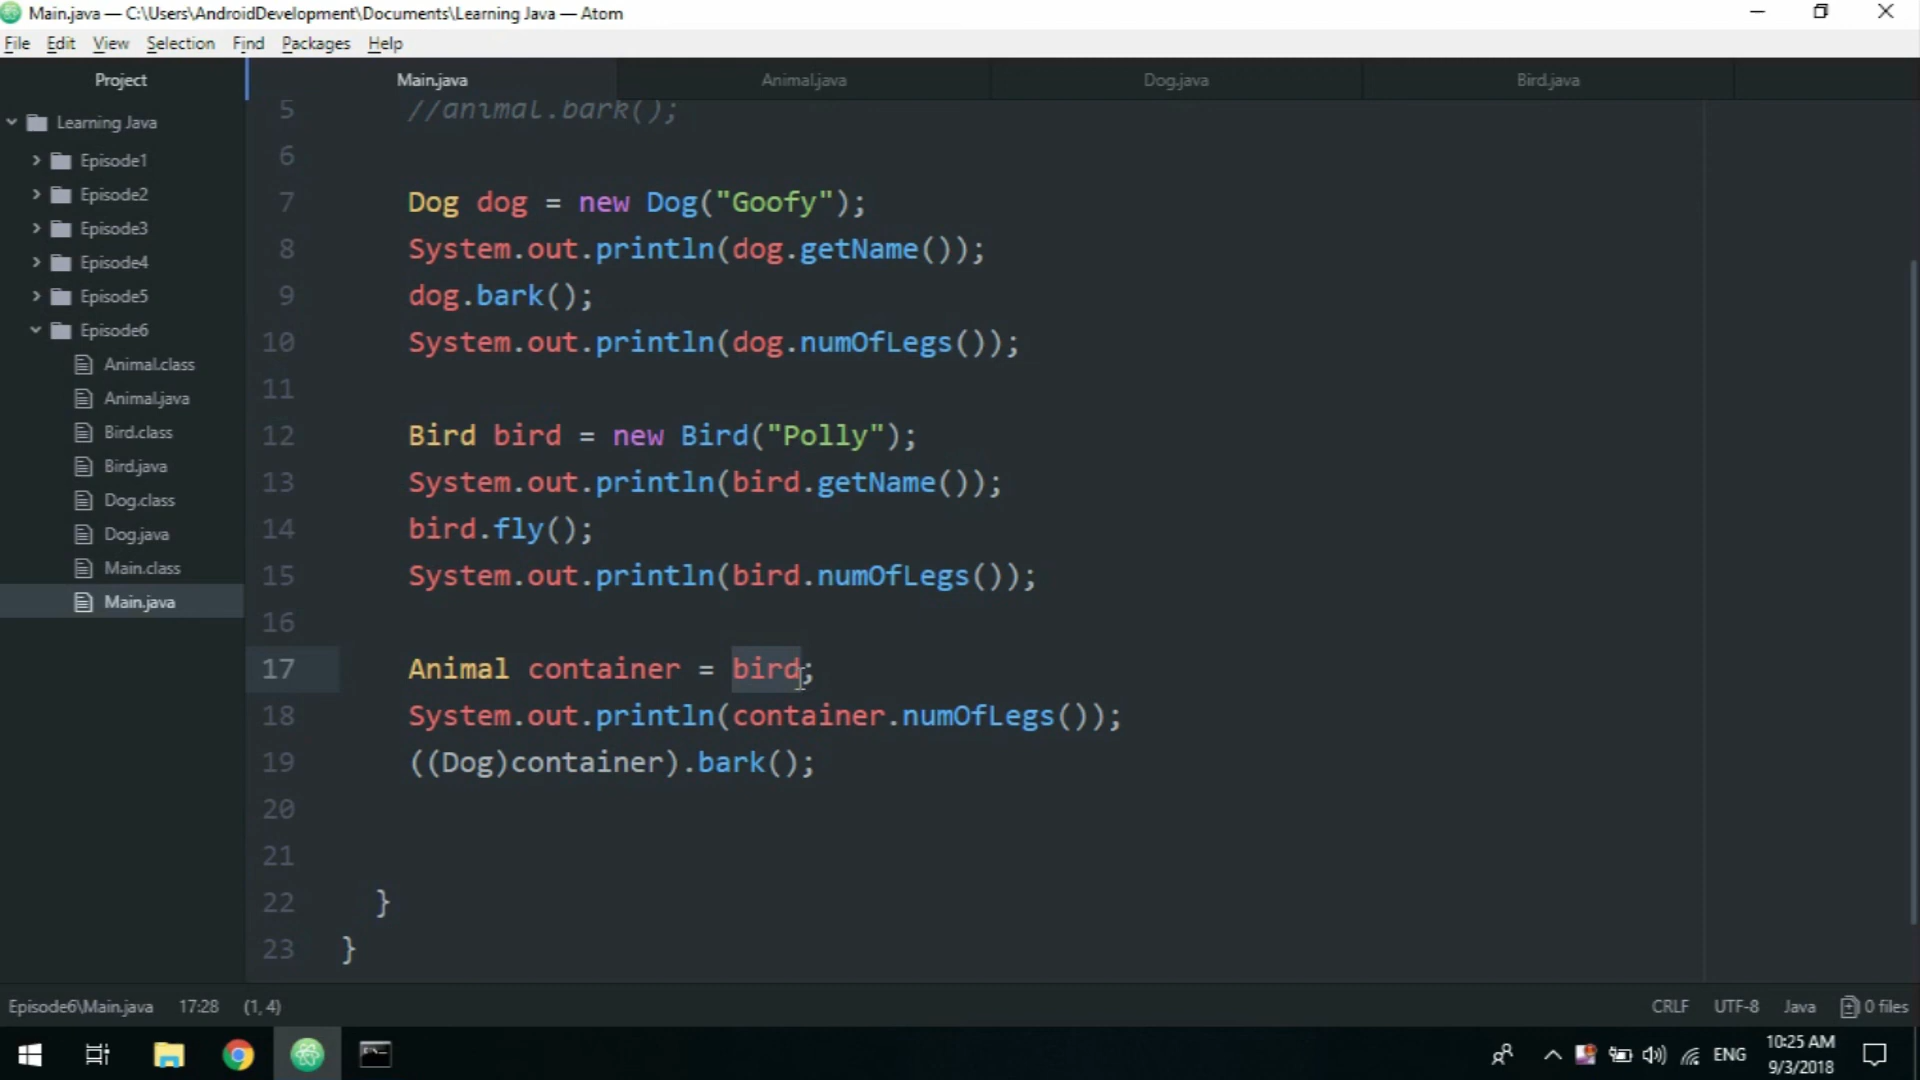 Main.java — C:\Users\AndroidDevelopment\Documents\Learning Java — Atom
File Edit View Selection Find Packages Help
Project
Main.java Animal.java Dog.java Bird.java
Learning Java
Episode1
Episode2
Episode3
Episode4
Episode5
Episode6
Animal.class
Animal.java
Bird.class
Bird.java
Dog.class
Dog.java
Main.class
Main.java
5 //animal.bark();
6
7 Dog dog = new Dog("Goofy");
8 System.out.println(dog.getName());
9 dog.bark();
10 System.out.println(dog.numOfLegs());
11
12 Bird bird = new Bird("Polly");
13 System.out.println(bird.getName());
14 bird.fly();
15 System.out.println(bird.numOfLegs());
16
17 Animal container = bird;
18 System.out.println(container.numOfLegs());
19 ((Dog)container).bark();
20
21
22 }
23 }
Episode6\Main.java 17:28 (1, 4) CRLF UTF-8 Java 0 files
ENG 10:25 AM
9/3/2018